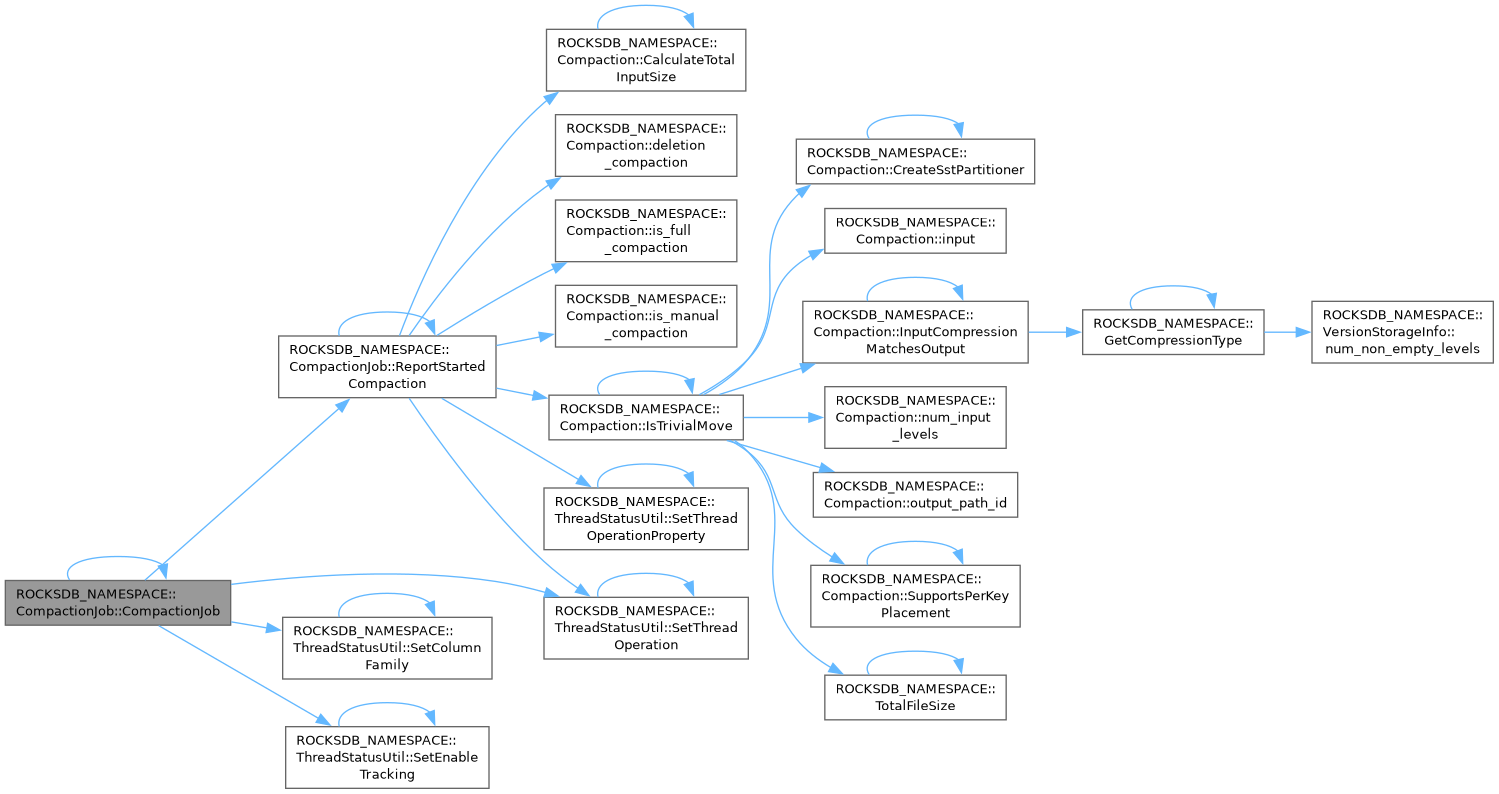 ROCKSDB_NAMESPACE::
CompactionJob::CompactionJob
ROCKSDB_NAMESPACE::
CompactionJob::ReportStarted
Compaction
ROCKSDB_NAMESPACE::
ThreadStatusUtil::SetColumn
Family
ROCKSDB_NAMESPACE::
ThreadStatusUtil::SetEnable
Tracking
ROCKSDB_NAMESPACE::
Compaction::CalculateTotal
InputSize
ROCKSDB_NAMESPACE::
Compaction::deletion
_compaction
ROCKSDB_NAMESPACE::
Compaction::is_full
_compaction
ROCKSDB_NAMESPACE::
Compaction::is_manual
_compaction
ROCKSDB_NAMESPACE::
Compaction::IsTrivialMove
ROCKSDB_NAMESPACE::
ThreadStatusUtil::SetThread
OperationProperty
ROCKSDB_NAMESPACE::
ThreadStatusUtil::SetThread
Operation
ROCKSDB_NAMESPACE::
Compaction::CreateSstPartitioner
ROCKSDB_NAMESPACE::
Compaction::input
ROCKSDB_NAMESPACE::
Compaction::InputCompression
MatchesOutput
ROCKSDB_NAMESPACE::
Compaction::num_input
_levels
ROCKSDB_NAMESPACE::
Compaction::output_path_id
ROCKSDB_NAMESPACE::
Compaction::SupportsPerKey
Placement
ROCKSDB_NAMESPACE::
TotalFileSize
ROCKSDB_NAMESPACE::
GetCompressionType
ROCKSDB_NAMESPACE::
VersionStorageInfo::
num_non_empty_levels